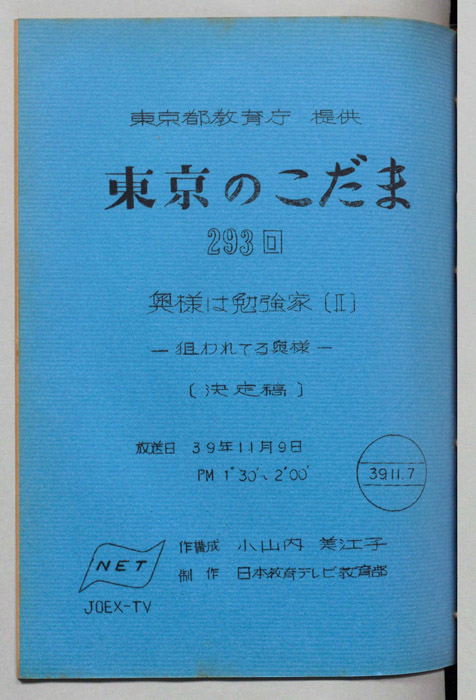 東京都教育庁 提供
東京のこだま
293回
奥様は勉強家〔II〕
ー狙われてる奥様ー
〔決定稿〕
放送日 39年11月9日
PM 1°30'、2°00'
39.11.7
作構成 小山内 美江子
制作 日本教育テレビ教育部
NET
JOEX-TV